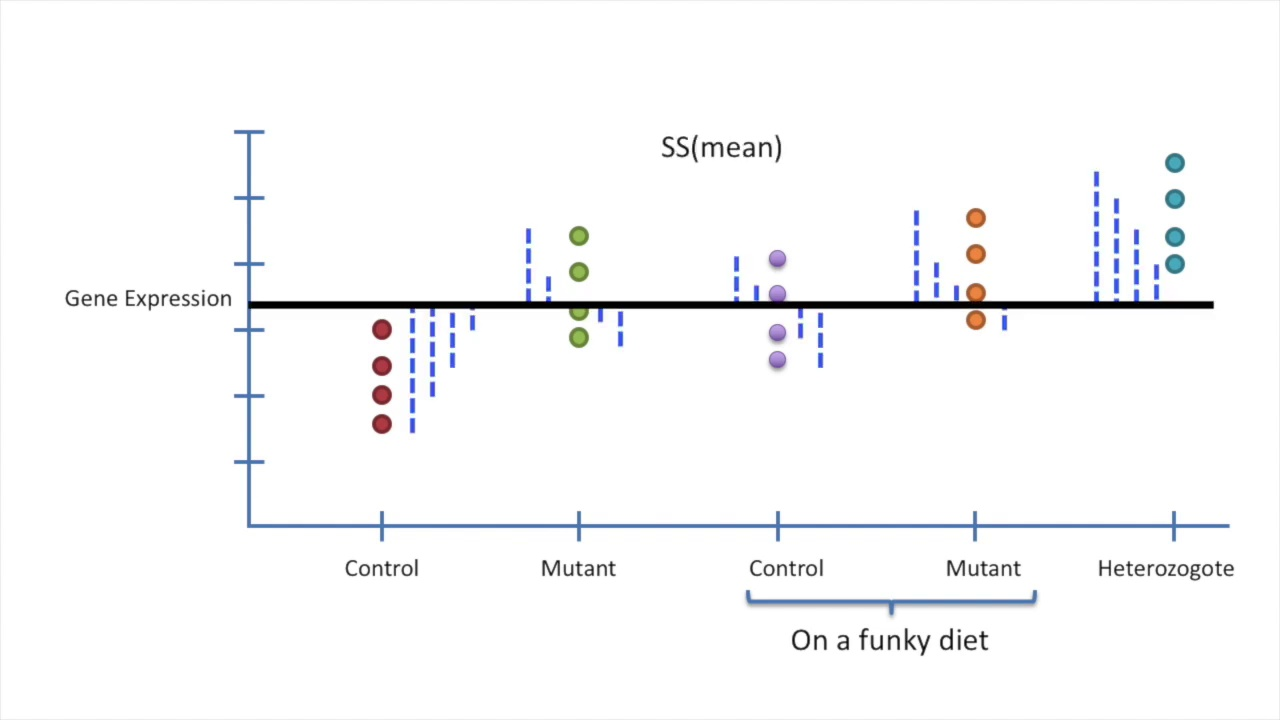 SS(mean)
Gene Expression
Control
Mutant
Control
Mutant
Heterozogote
On a funky diet